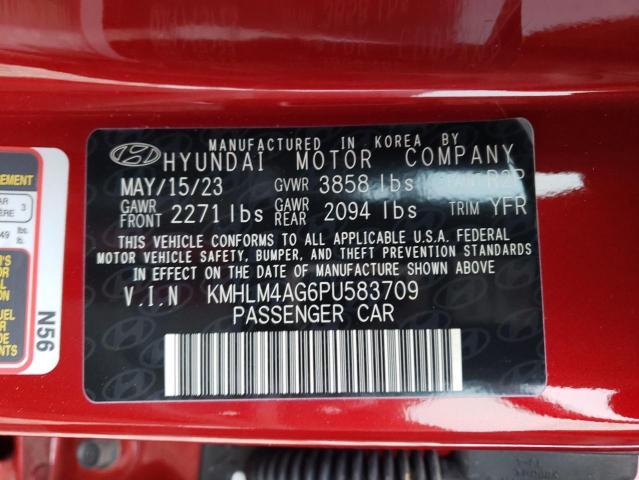 MANUFACTURED IN KOREA BY
HYUNDAI MOTOR COMPANY
MAY/15/23 GVWR 3858 lbs PAINT R2P
GAWR FRONT 2271 lbs GAWR REAR 2094 lbs TRIM YFR
THIS VEHICLE CONFORMS TO ALL APPLICABLE U.S.A. FEDERAL
MOTOR VEHICLE SAFETY, BUMPER, AND THEFT PREVENTION STANDARDS
IN EFFECT ON THE DATE OF MANUFACTURE SHOWN ABOVE
V.I.N KMHLM4AG6PU583709
PASSENGER CAR
N56